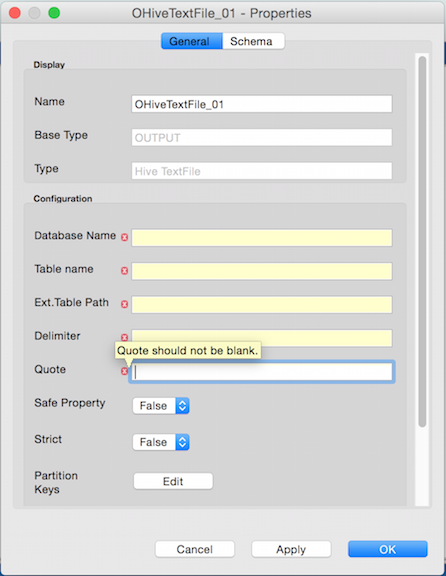 OHiveTextFile_01 - Properties
General Schema
Display
Name OHiveTextFile_01
Base Type OUTPUT
Type Hive TextFile
Configuration
Database Name
Table name
Ext.Table Path
Delimiter
Quote should not be blank.
Quote
Safe Property False
Strict False
Partition
Keys
Edit
Cancel Apply OK